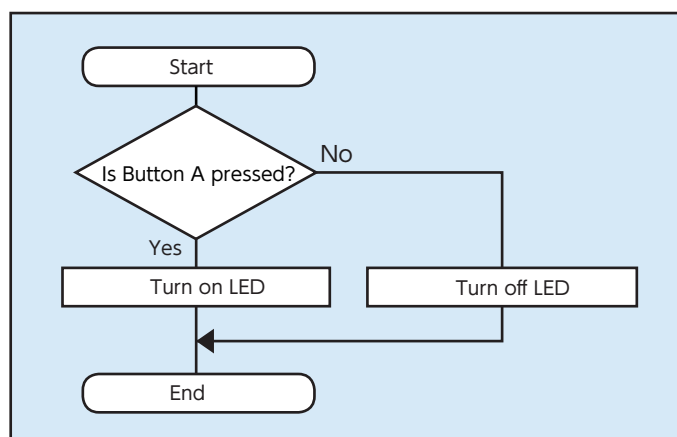 Start
Is Button A pressed?
No
Yes
Turn on LED
Turn off LED
End